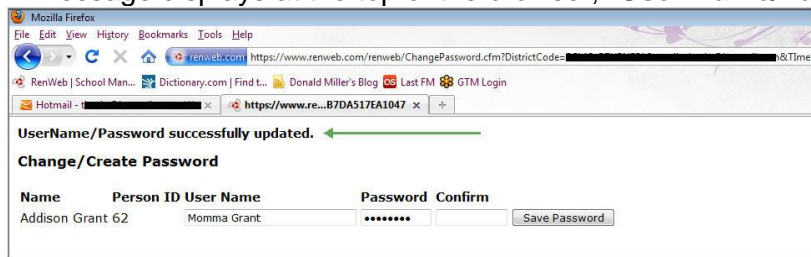 Mozilla Firefox
File Edit View History Bookmarks Tools Help
renweb.com https://www.renweb.com/renweb/ChangePassword.cfm?DistrictCode= &TIme
RenWeb | School Man... Dictionary.com | Find t... Donald Miller's Blog Last FM GTM Login
Hotmail - t https://www.re...B7DA517EA1047
UserName/Password successfully updated.
Change/Create Password
Name Person ID User Name Password Confirm
Addison Grant 62 Momma Grant •••••••• Save Password